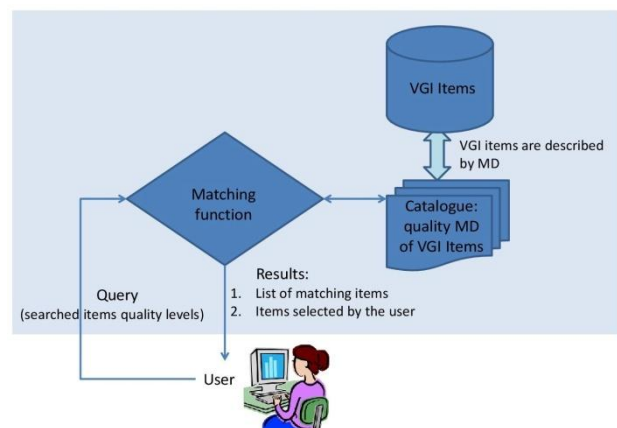 VGI Items
VGI items are described
by MD
Matching
function
Catalogue:
quality MD
of VGI Items
Results:
1. List of matching items
2. Items selected by the user
Query
(searched items quality levels)
User